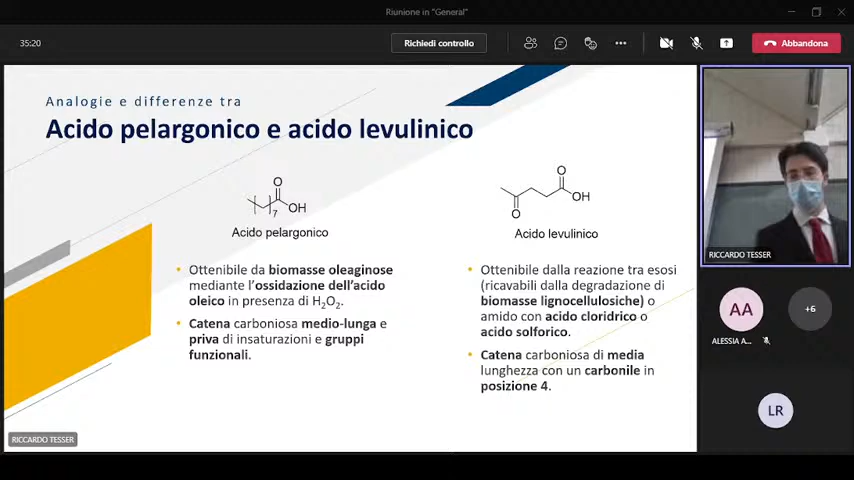 Riunione in "General"
35:20
Richiedi controllo
Abbandona
Analogie e differenze tra
Acido pelargonico e acido levulinico
O
OH
7
Acido pelargonico
O
OH
O
Acido levulinico
• Ottenibile da biomasse oleaginose
mediante l'ossidazione dell'acido
oleico in presenza di H₂O₂.
• Catena carboniosa medio-lunga e
priva di insaturazioni e gruppi
funzionali.
• Ottenibile dalla reazione tra esosi
(ricavabili dalla degradazione di
biomasse lignocellulosiche) o
amido con acido cloridrico o
acido solforico.
• Catena carboniosa di media
lunghezza con un carbonile in
posizione 4.
RICCARDO TESSER
RICCARDO TESSER
AA
+6
ALESSIA A...
LR